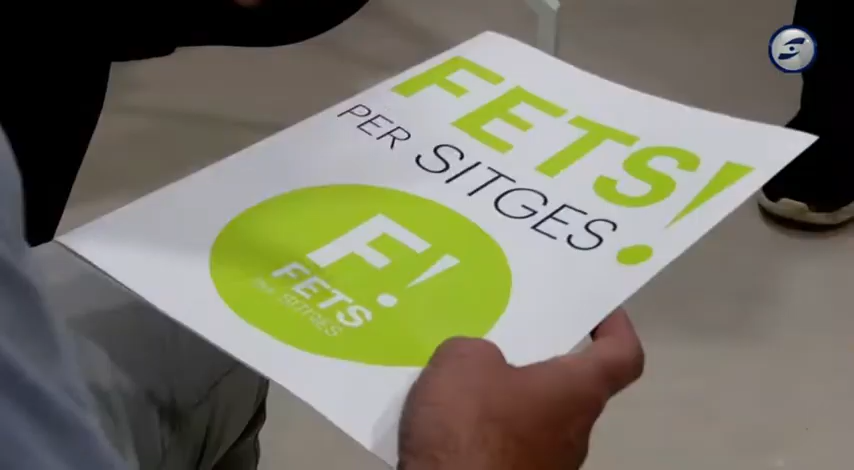 FETS!
PER SITGES
F!
FETS
PER SITGES